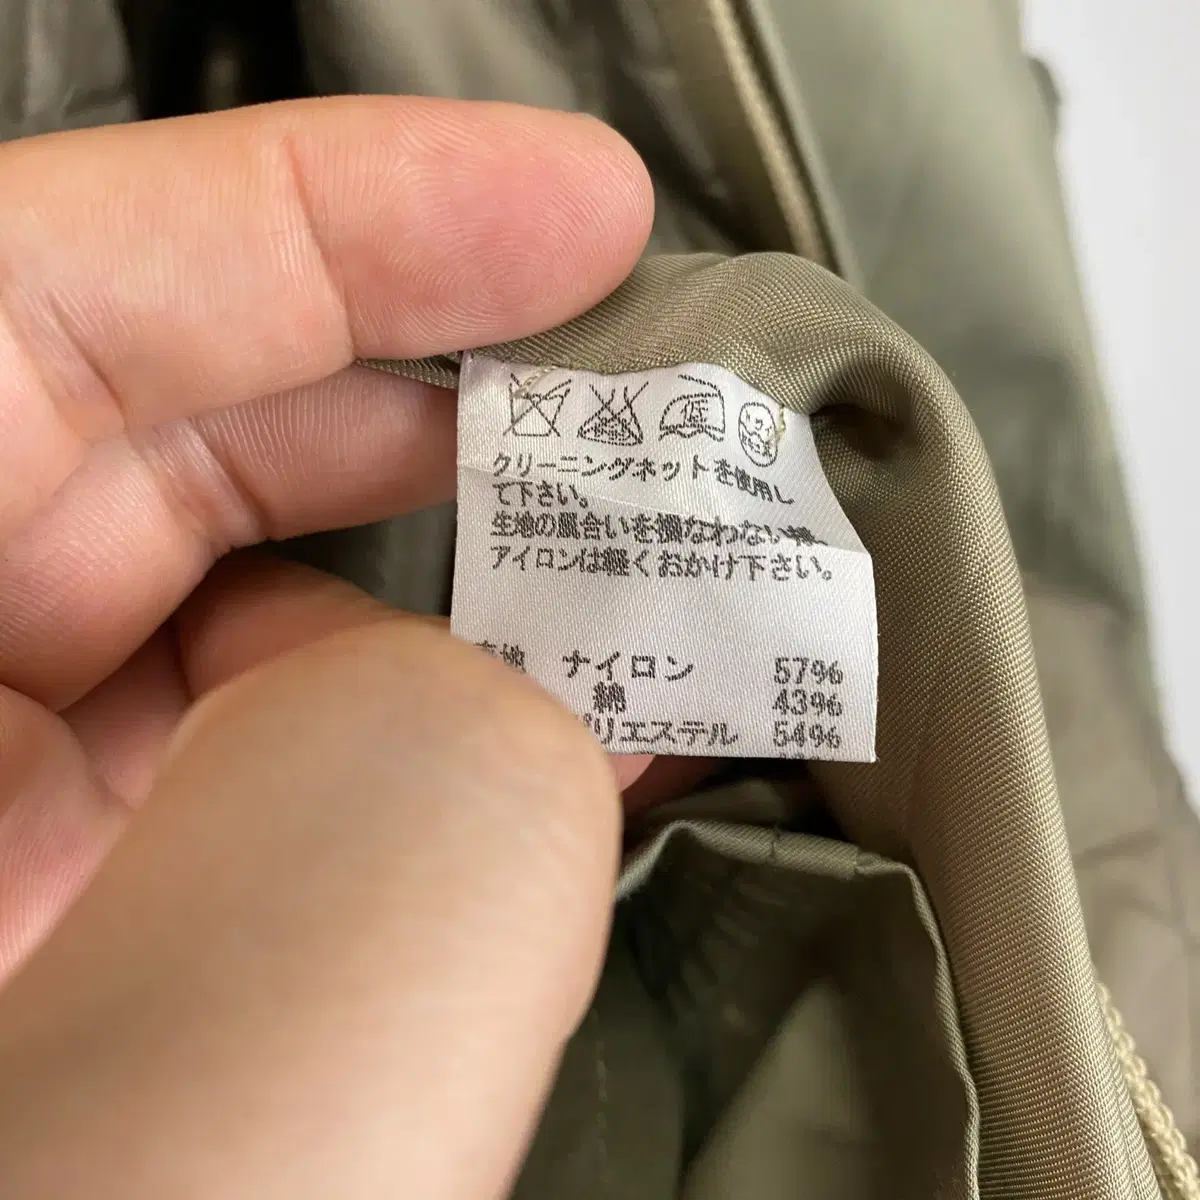 クリーニングネットを使用し
て下さい。
生地の風合いを損なわない様、
アイロンは軽くおかけ下さい。
ナイロン 57%
綿 43%
ポリエステル 54%